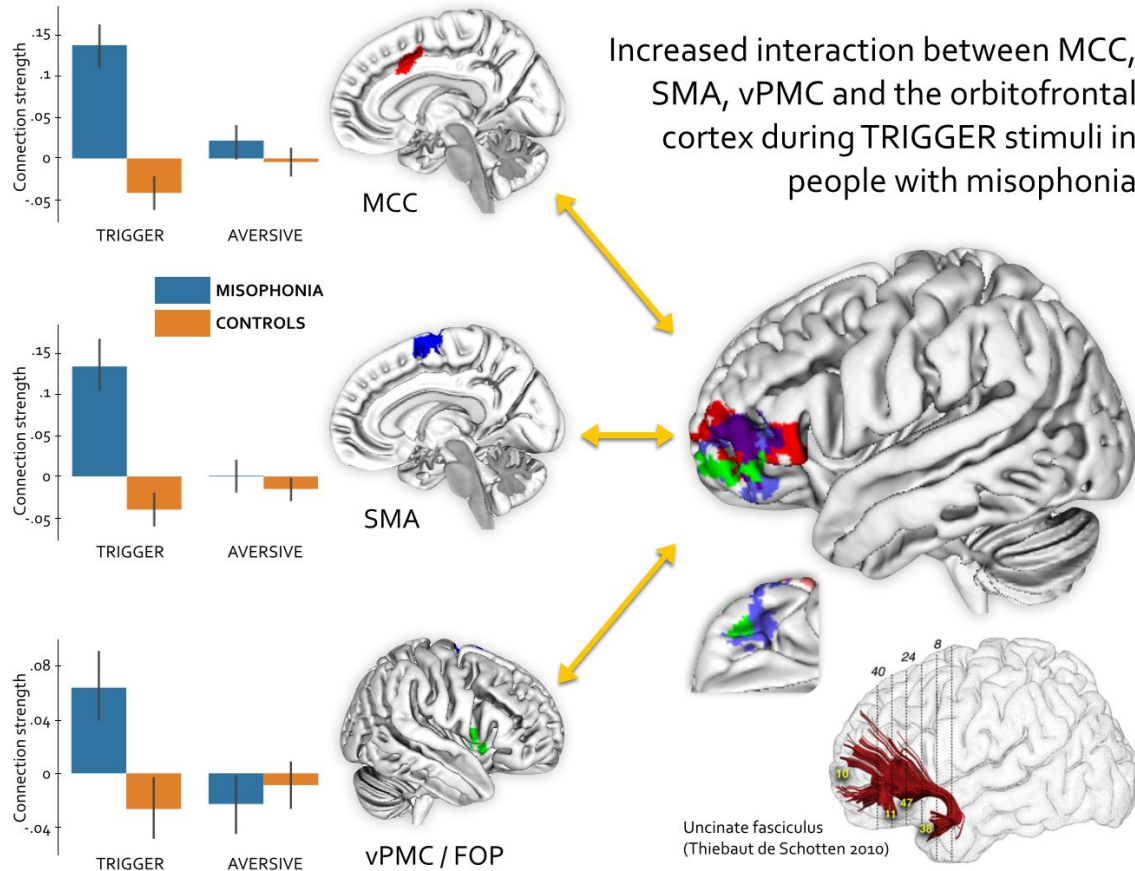 Increased interaction between MCC,
SMA, vPMC and the orbitofrontal
cortex during TRIGGER stimuli in
people with misophonia
Connection strength
.15
.1
.05
0
-.05
TRIGGER
AVERSIVE
MCC
MISOPHONIA
CONTROLS
Connection strength
.15
.1
.05
0
-.05
TRIGGER
AVERSIVE
SMA
Connection strength
.08
.04
0
-.04
TRIGGER
AVERSIVE
vPMC / FOP
40
24
8
10
47
11
38
Uncinate fasciculus
(Thiebaut de Schotten 2010)